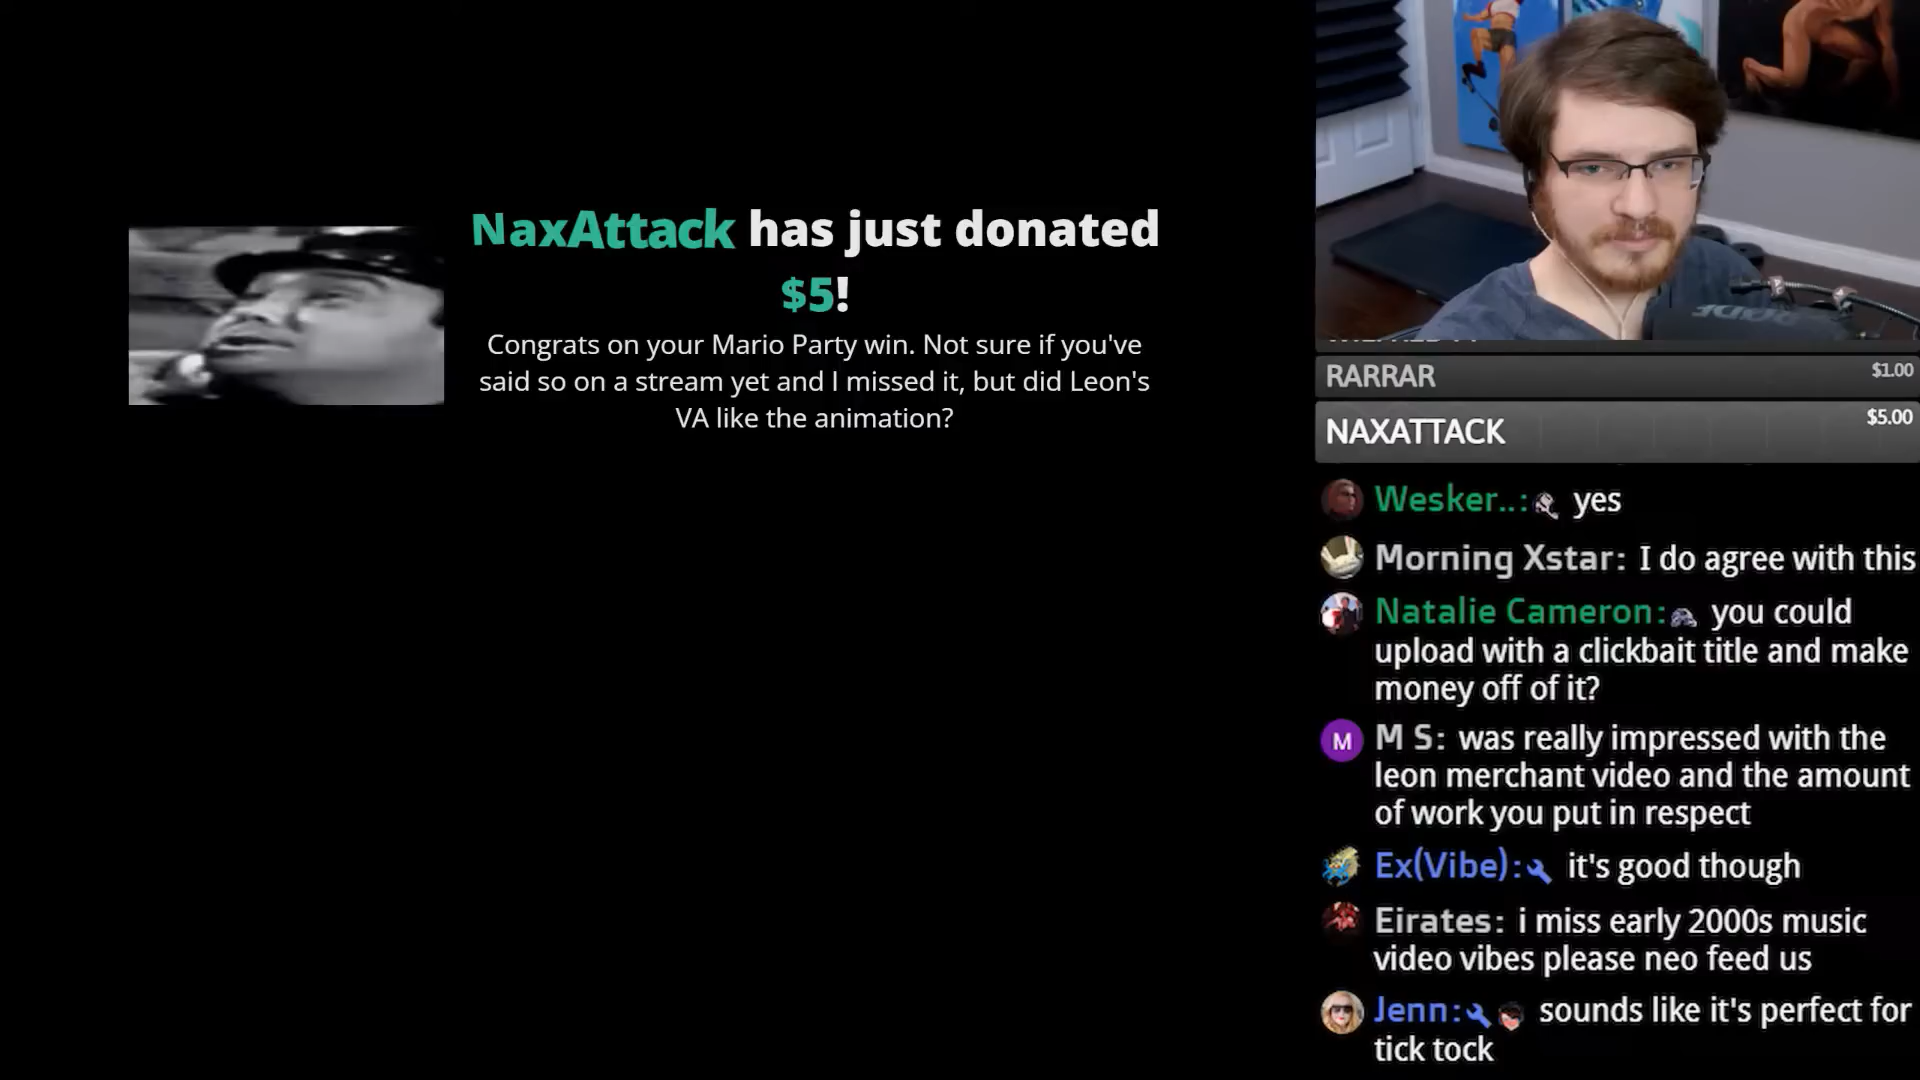 NaxAttack has just donated
$5!
Congrats on your Mario Party win. Not sure if you've
said so on a stream yet and I missed it, but did Leon's
VA like the animation?
RODE
RARRAR $1.00
NAXATTACK $5.00
Wesker..: yes
Morning Xstar: I do agree with this
Natalie Cameron: you could
upload with a clickbait title and make
money off of it?
M
M S: was really impressed with the
leon merchant video and the amount
of work you put in respect
Ex(Vibe): it's good though
Eirates: i miss early 2000s music
video vibes please neo feed us
Jenn: sounds like it's perfect for
tick tock